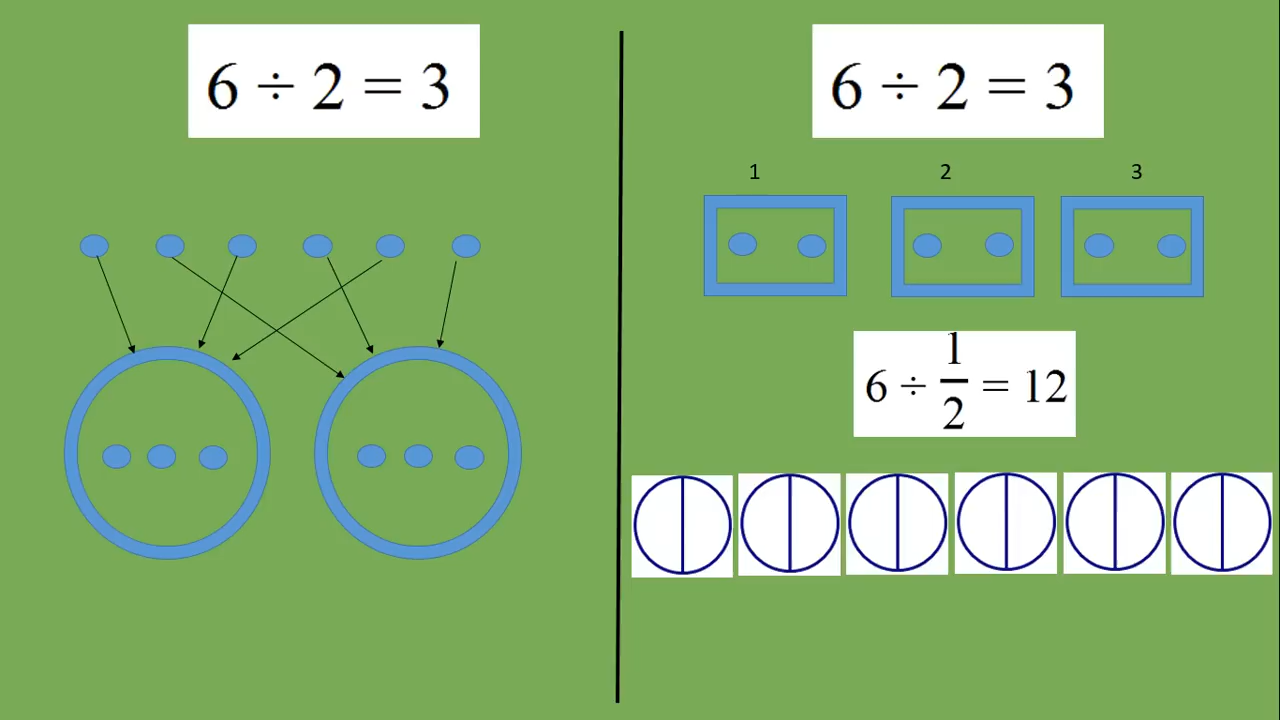 6 ÷ 2 = 3
6 ÷ 2 = 3
1 2 3
6 ÷ 1/2 = 12